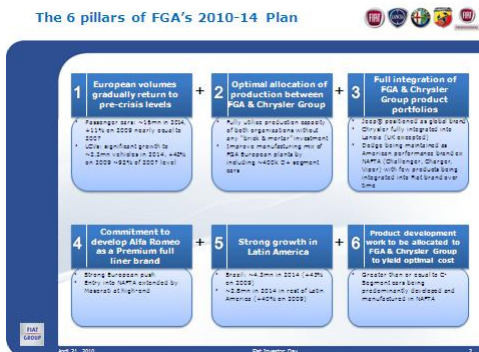 The 6 pillars of FGA's 2010-14 Plan
1
European volumes
gradually return to
pre-crisis levels
Passenger cars: ~16mm in 2014,
+11% on 2009 nearly equal to
2007
LCVs: significant growth to
~2.2mn vehicles in 2014, +48%
on 2009 ~92% of 2007 level
+
2
Optimal allocation of
production between
FGA & Chrysler Group
Fully utilise production capacity
of both organisations without
any "brick & mortar" investment
Improve manufacturing mix of
FGA European plants by
including ~400k D+ segment
cars
+
3
Full integration of
FGA & Chrysler
Group product
portfolios
Jeep® positioned as global brand
Chrysler fully integrated into
Lancia (UK excepted)
Dodge being maintained as
American performance brand ex
NAFTA (Challenger, Charger,
Viper) with few products being
integrated into Fiat brand over
time
4
Commitment to
develop Alfa Romeo
as a Premium full
liner brand
Strong European push
Entry into NAFTA extended by
Maserati at high-end
+
5
Strong growth in
Latin America
Brazil: ~4.3mn in 2014 (+43%
on 2009)
~2.8mn in 2014 in rest of Latin
America (+40% on 2009)
+
6
Product development
work to be allocated to
FGA & Chrysler Group
to yield optimal cost
Greater than or equal to C-
Segment cars being
predominantly developed and
manufactured in NAFTA
FIAT
GROUP
April 21, 2010
Fiat Investor Day